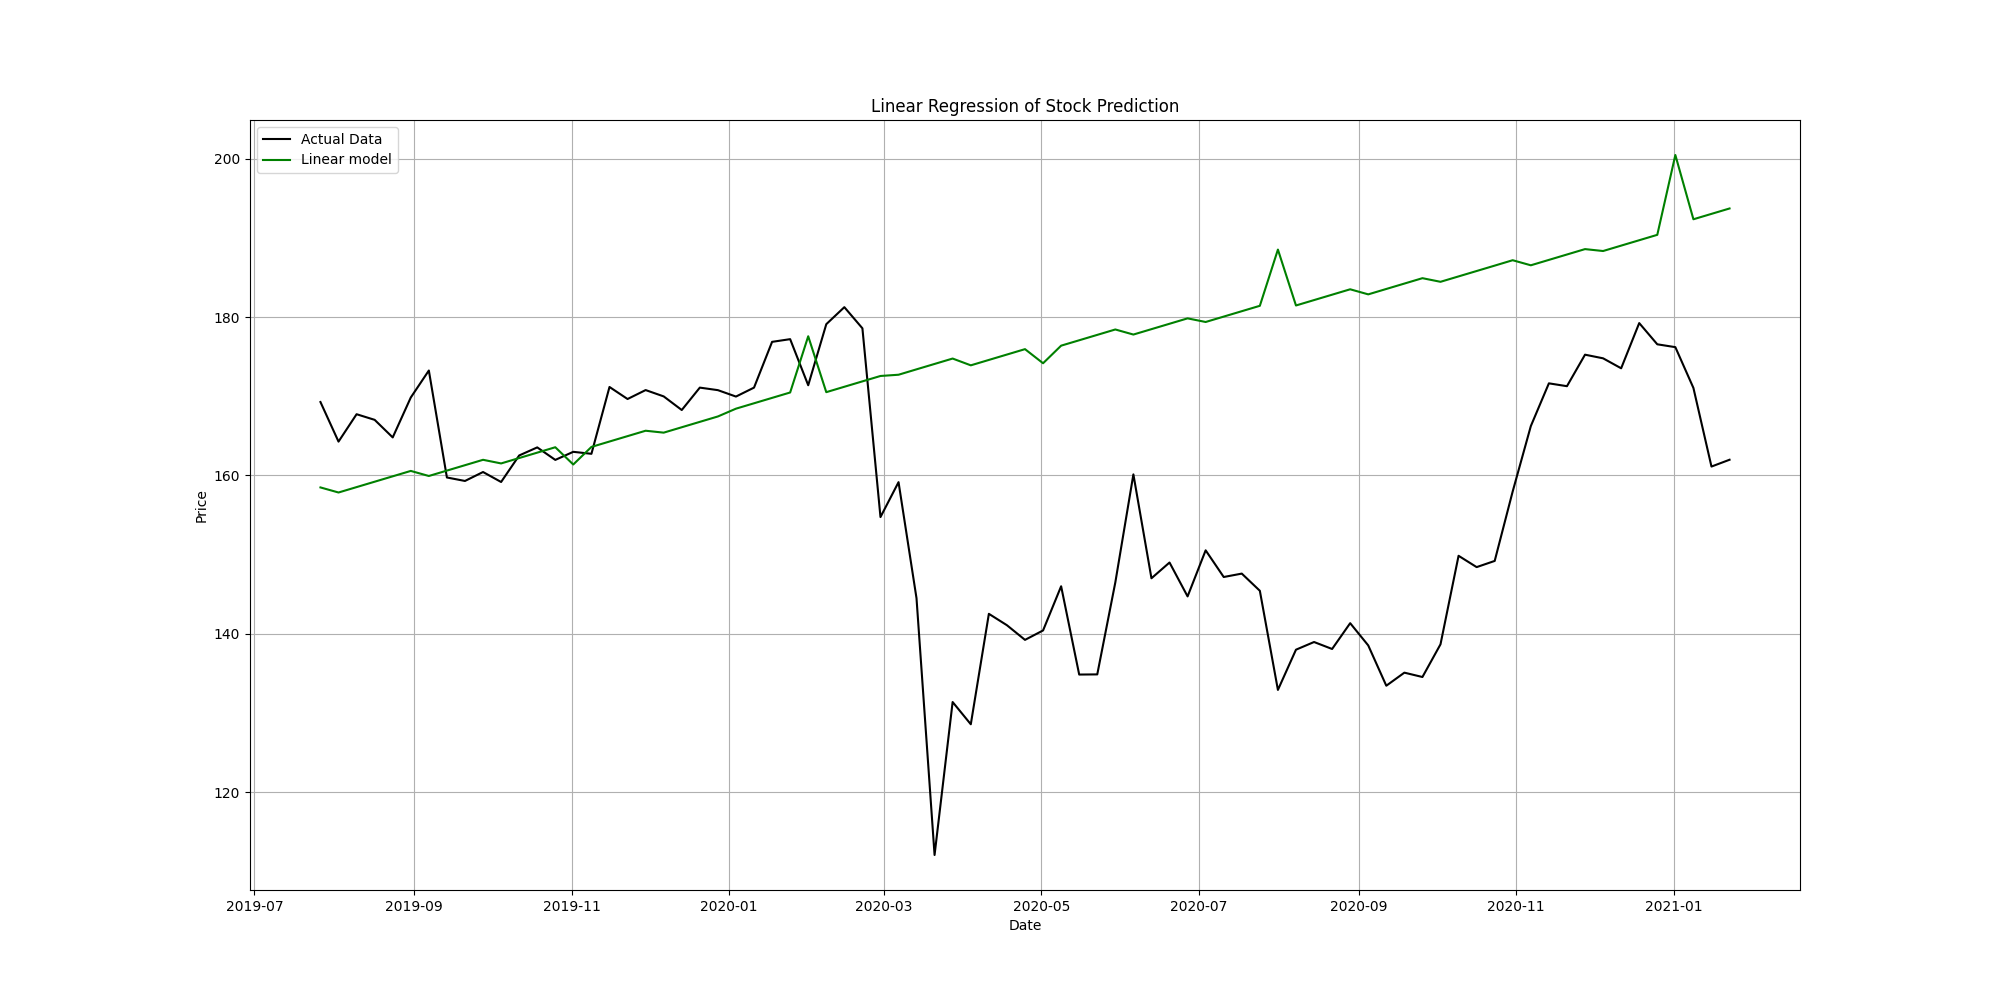 Linear Regression of Stock Prediction
Actual Data
Linear model
200
180
160
140
120
Price
2019-07 2019-09 2019-11 2020-01 2020-03 2020-05 2020-07 2020-09 2020-11 2021-01
Date